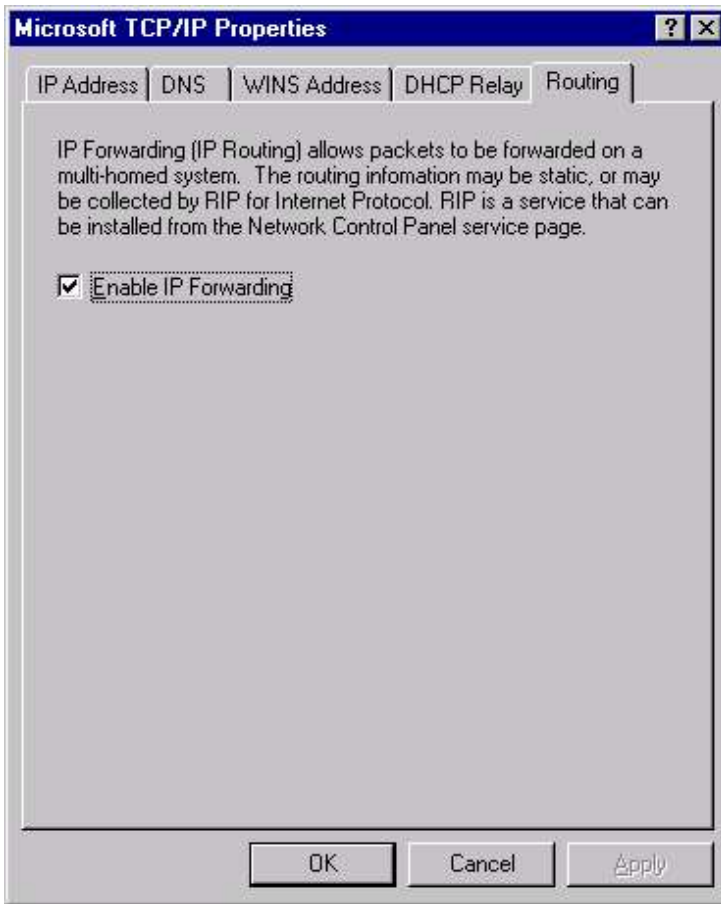 Microsoft TCP/IP Properties
IP Address DNS WINS Address DHCP Relay Routing
IP Forwarding (IP Routing) allows packets to be forwarded on a
multi-homed system. The routing infomation may be static, or may
be collected by RIP for Internet Protocol. RIP is a service that can
be installed from the Network Control Panel service page.
Enable IP Forwarding
OK Cancel Apply